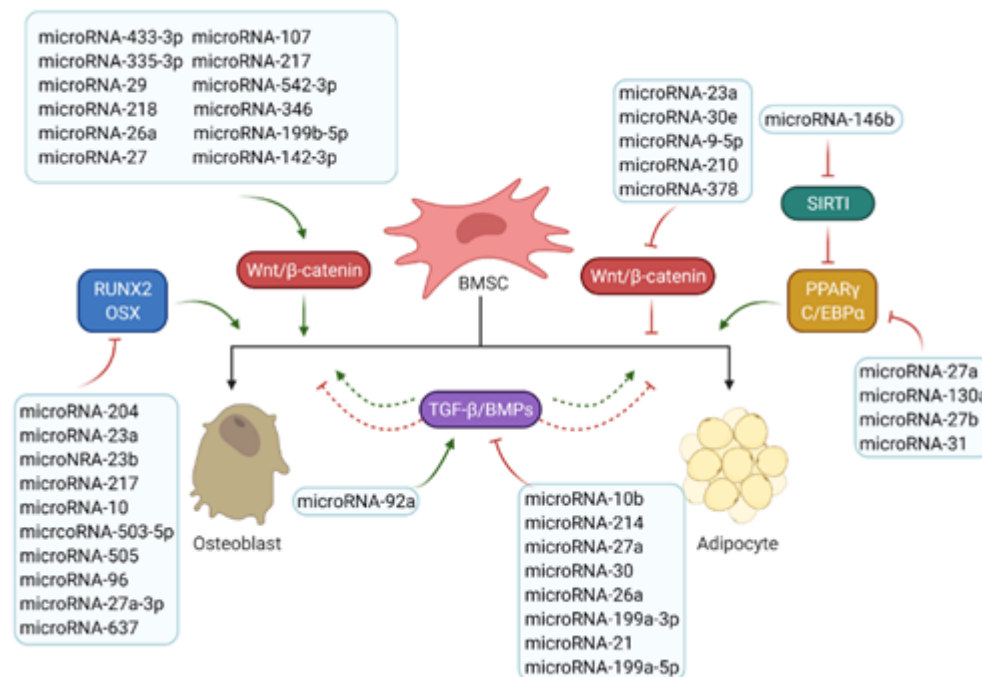 microRNA-433-3p microRNA-107
microRNA-335-3p microRNA-217
microRNA-29 microRNA-542-3p
microRNA-218 microRNA-346
microRNA-26a microRNA-199b-5p
microRNA-27 microRNA-142-3p
microRNA-23a
microRNA-30e
microRNA-9-5p
microRNA-210
microRNA-378
microRNA-146b
SIRTI
Wnt/β-catenin
BMSC
Wnt/β-catenin
RUNX2
OSX
PPARγ
C/EBPα
microRNA-27a
microRNA-130a
microRNA-27b
microRNA-31
TGF-β/BMPs
microRNA-204
microRNA-23a
microNRA-23b
microRNA-217
microRNA-10
micrcoRNA-503-5p
microRNA-505
microRNA-96
microRNA-27a-3p
microRNA-637
Osteoblast
microRNA-92a
microRNA-10b
microRNA-214
microRNA-27a
microRNA-30
microRNA-26a
microRNA-199a-3p
microRNA-21
microRNA-199a-5p
Adipocyte